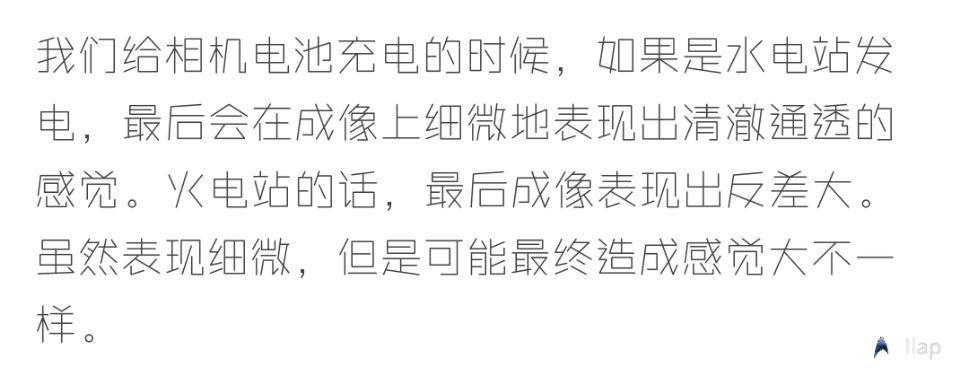 我们给相机电池充电的时候，如果是水电站发
电，最后会在成像上细微地表现出清澈通透的
感觉。火电站的话，最后成像表现出反差大。
虽然表现细微，但是可能最终造成感觉大不一
样。
llap